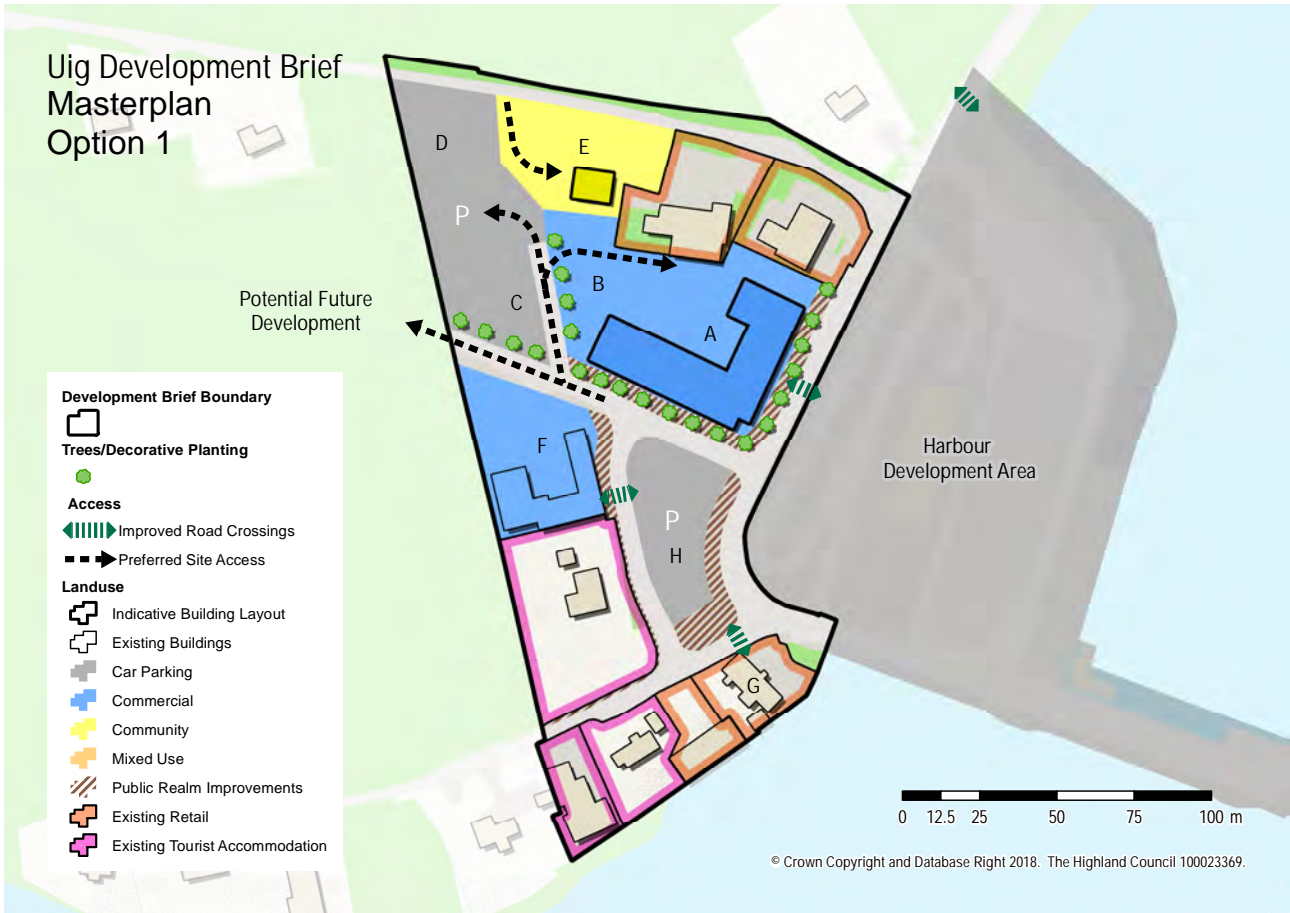 Uig Development Brief
Masterplan
Option 1
D
E
P
B
C
A
Potential Future
Development
F
Harbour
Development Area
P
H
G
Development Brief Boundary
Trees/Decorative Planting
Access
Improved Road Crossings
Preferred Site Access
Landuse
Indicative Building Layout
Existing Buildings
Car Parking
Commercial
Community
Mixed Use
Public Realm Improvements
Existing Retail
Existing Tourist Accommodation
0 12.5 25 50 75 100 m
© Crown Copyright and Database Right 2018. The Highland Council 100023369.